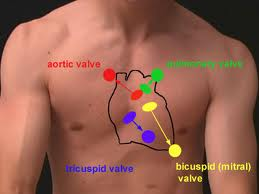 aortic valve
pulmonary valve
tricuspid valve
bicuspid (mitral)
valve